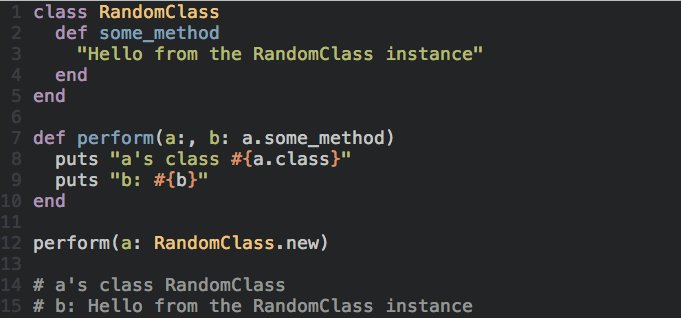 1 class RandomClass
2   def some_method
3     "Hello from the RandomClass instance"
4   end
5 end
6
7 def perform(a:, b: a.some_method)
8   puts "a's class #{a.class}"
9   puts "b: #{b}"
10 end
11
12 perform(a: RandomClass.new)
13
14 # a's class RandomClass
15 # b: Hello from the RandomClass instance